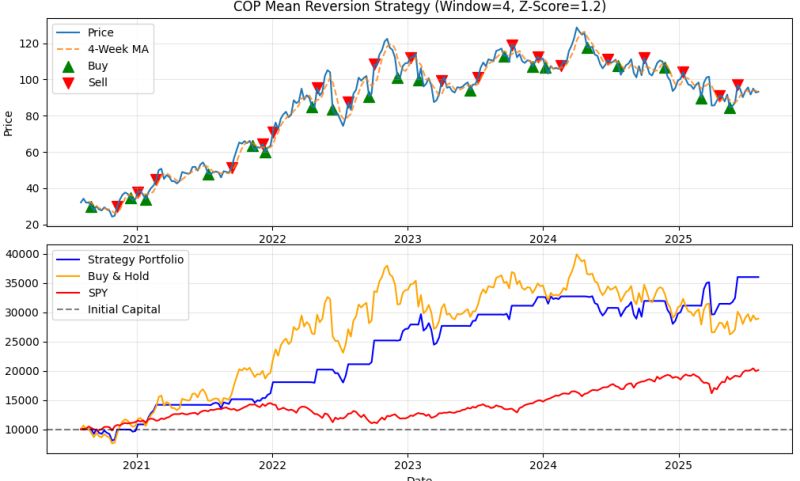 COP Mean Reversion Strategy (Window=4, Z-Score=1.2)
Price
4-Week MA
Buy
Sell
Price
120
100
80
60
40
20
2021
2022
2023
2024
2025
Strategy Portfolio
Buy & Hold
SPY
Initial Capital
40000
35000
30000
25000
20000
15000
10000
2021
2022
2023
2024
2025
Date